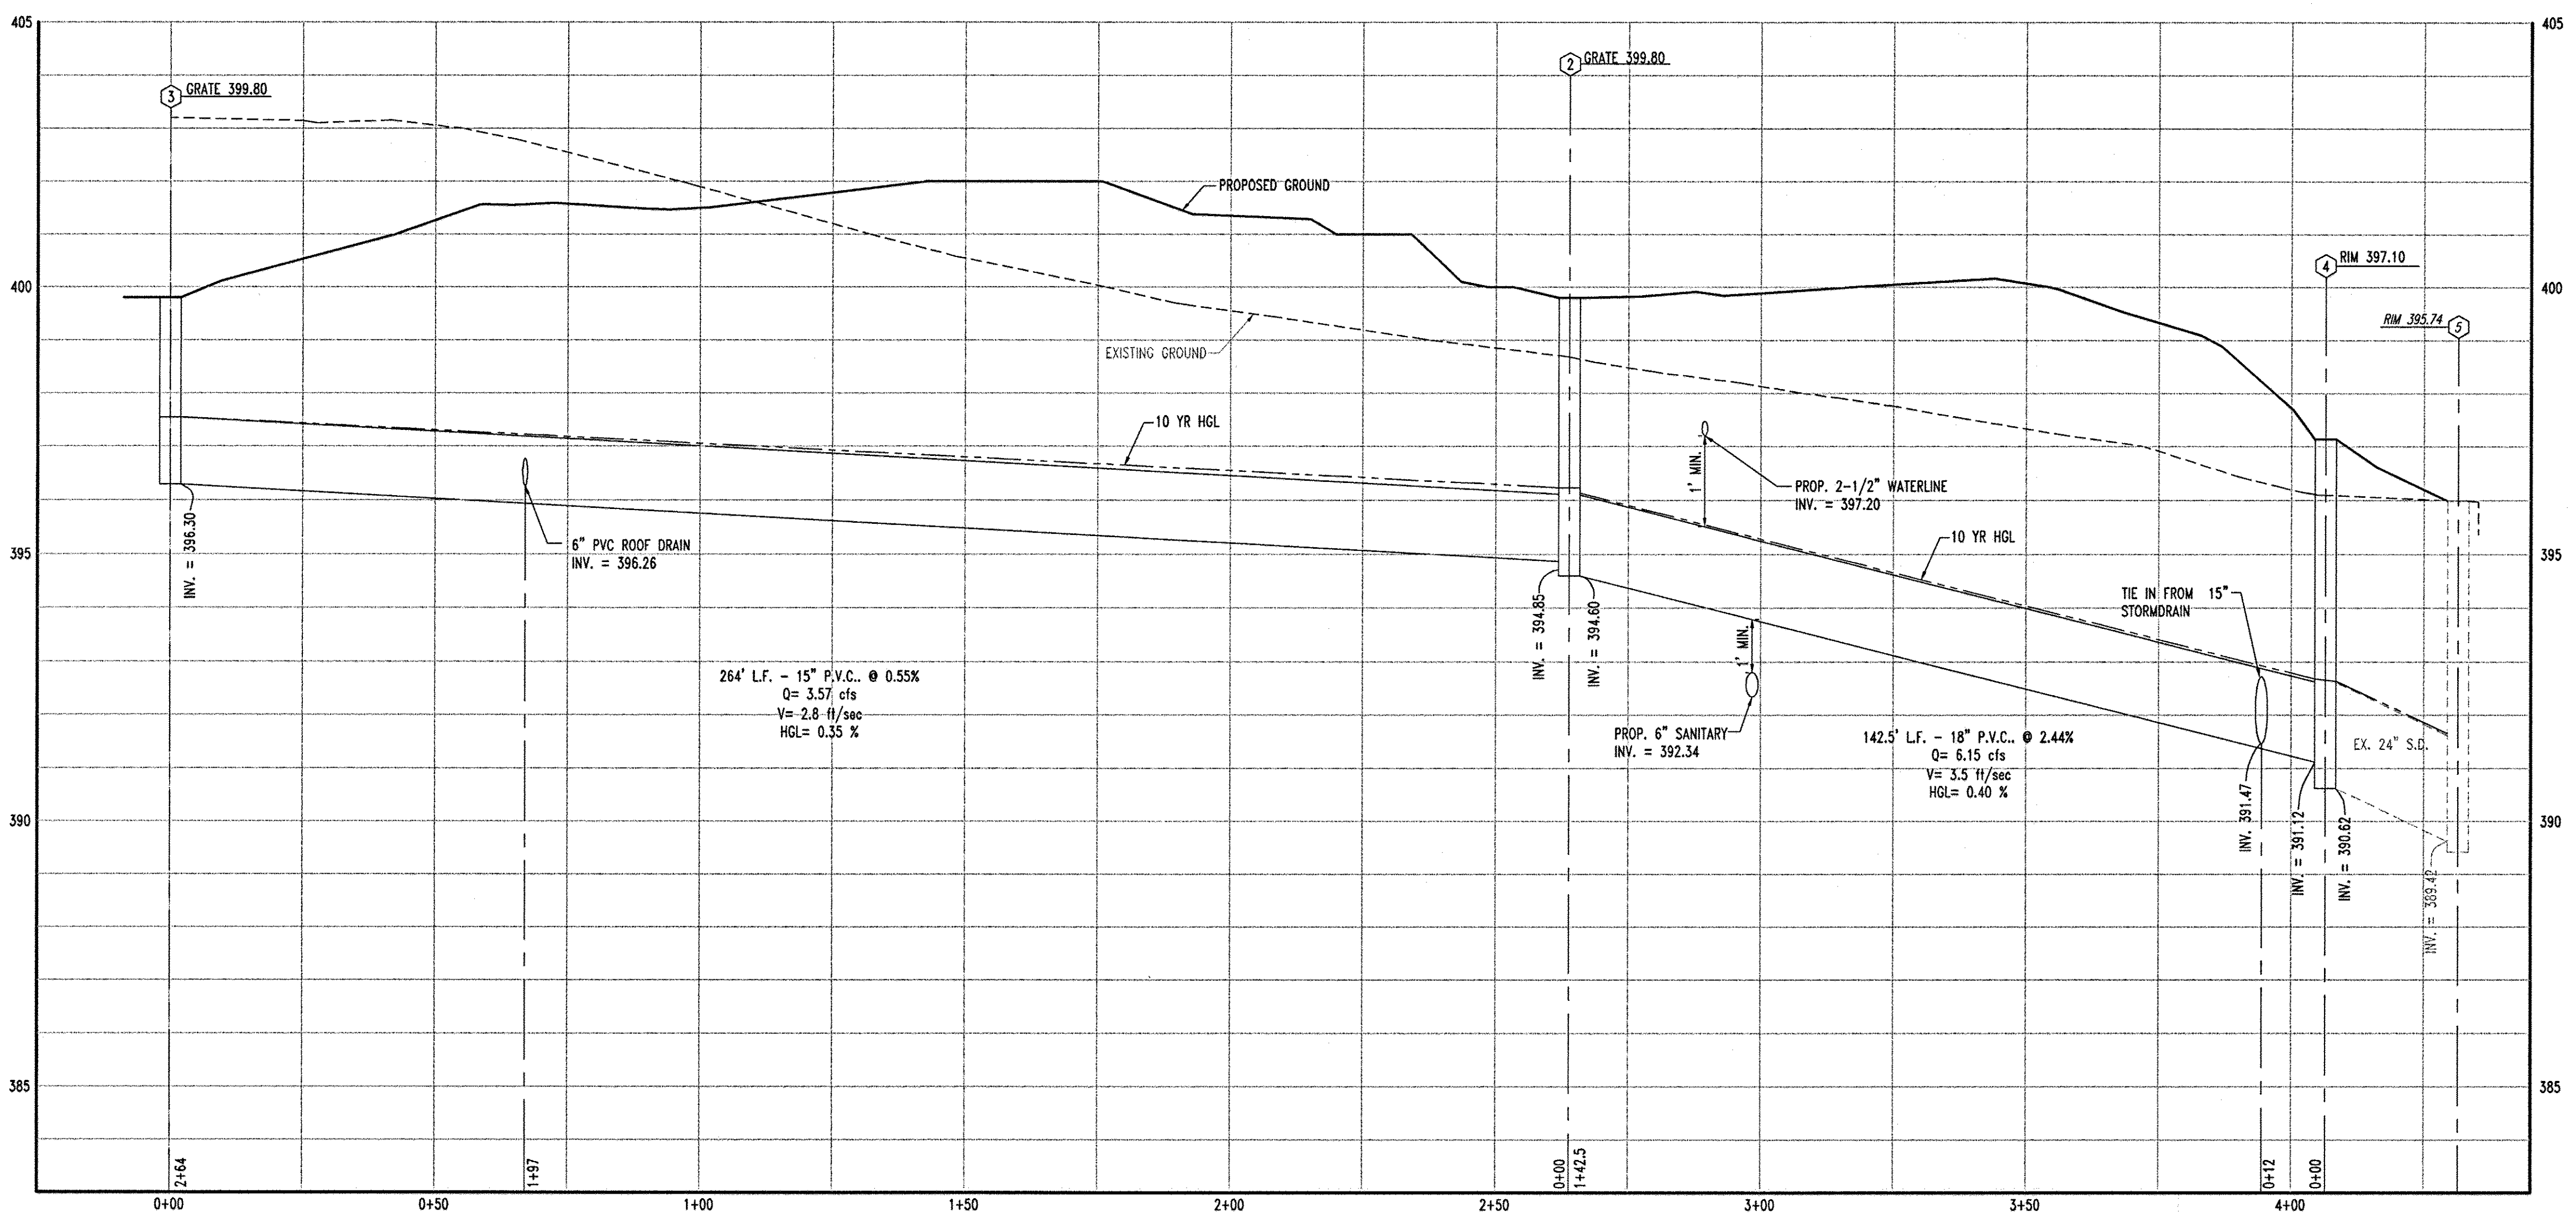 405
405
2 GRATE 399.80
3 GRATE 399.80
PROPOSED GROUND
4 RIM 397.10
400
400
RIM 395.74 5
EXISTING GROUND
10 YR HGL
1' MIN.
PROP. 2-1/2" WATERLINE
INV. = 397.20
INV. = 396.30
6" PVC ROOF DRAIN
INV. = 396.26
10 YR HGL
395
395
INV. = 394.85
INV. = 394.60
TIE IN FROM 15"
STORMDRAIN
1' MIN.
264' L.F. - 15" P.V.C.. @ 0.55%
Q= 3.57 cfs
V= 2.8 ft/sec
HGL= 0.35 %
PROP. 6" SANITARY
INV. = 392.34
142.5' L.F. - 18" P.V.C.. @ 2.44%
Q= 6.15 cfs
V= 3.5 ft/sec
HGL= 0.40 %
EX. 24" S.D.
INV. 391.47
INV. = 391.12
INV. = 390.62
INV. = 389.42
390
390
385
385
2+64
1+97
0+00
1+42.5
0+12
0+00
0+00
0+50
1+00
1+50
2+00
2+50
3+00
3+50
4+00